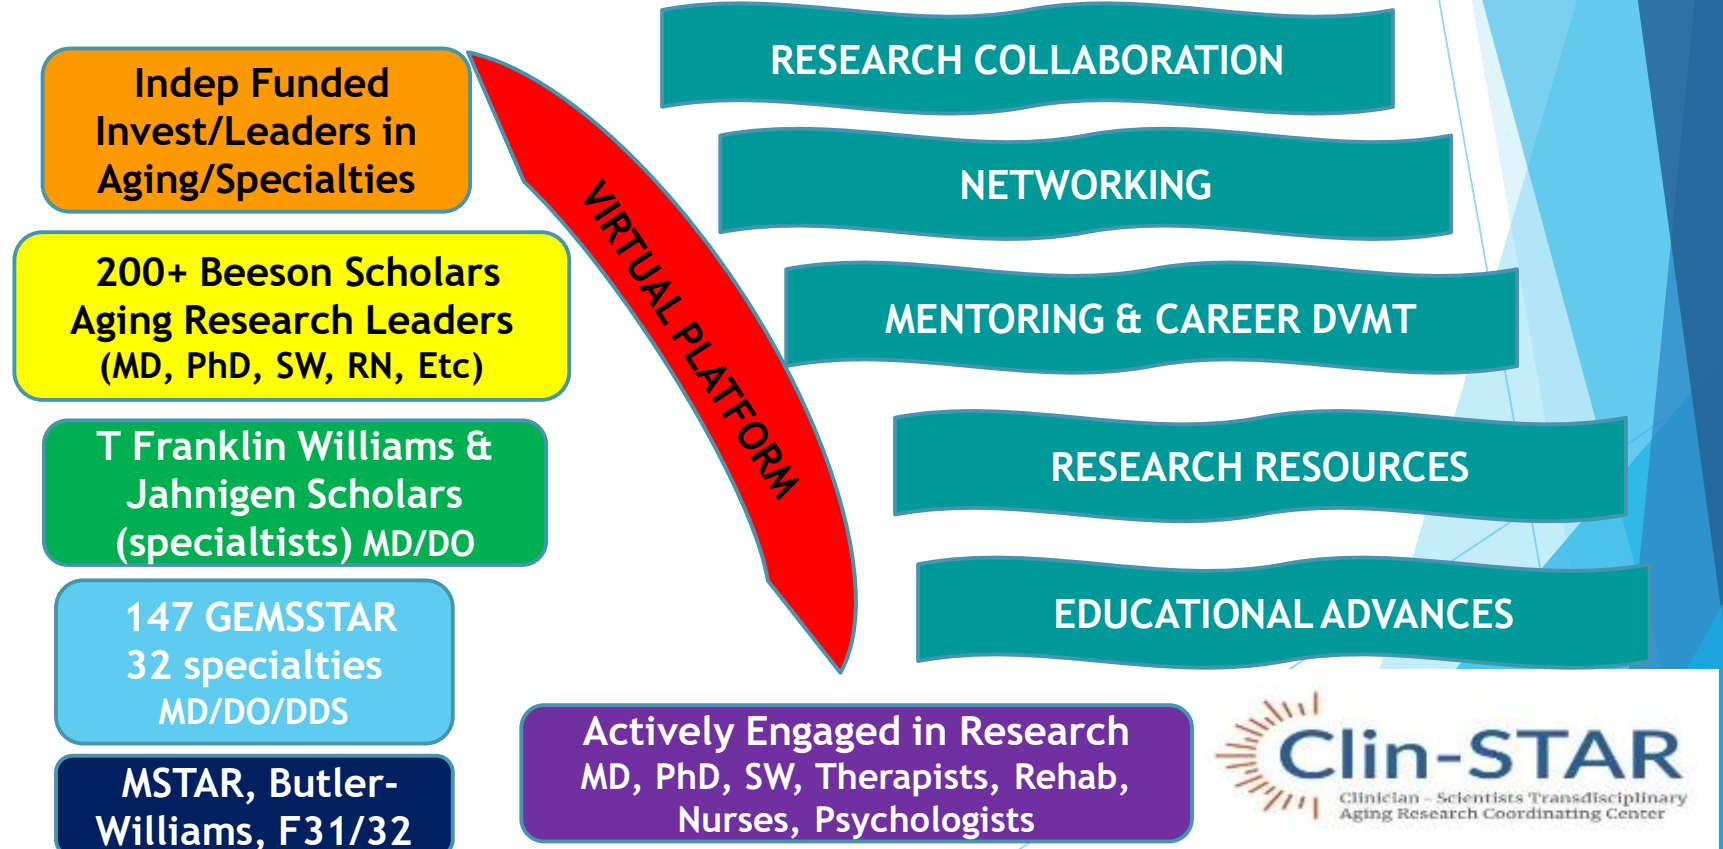 Indep Funded
Invest/Leaders in
Aging/Specialties
200+ Beeson Scholars
Aging Research Leaders
(MD, PhD, SW, RN, Etc)
T Franklin Williams &
Jahnigen Scholars
(specialtists) MD/DO
147 GEMSSTAR
32 specialties
MD/DO/DDS
MSTAR, Butler-
Williams, F31/32
VIRTUAL PLATFORM
RESEARCH COLLABORATION
NETWORKING
MENTORING & CAREER DVMT
RESEARCH RESOURCES
EDUCATIONAL ADVANCES
Actively Engaged in Research
MD, PhD, SW, Therapists, Rehab,
Nurses, Psychologists
Clin-STAR
Clinician - Scientists Transdisciplinary
Aging Research Coordinating Center